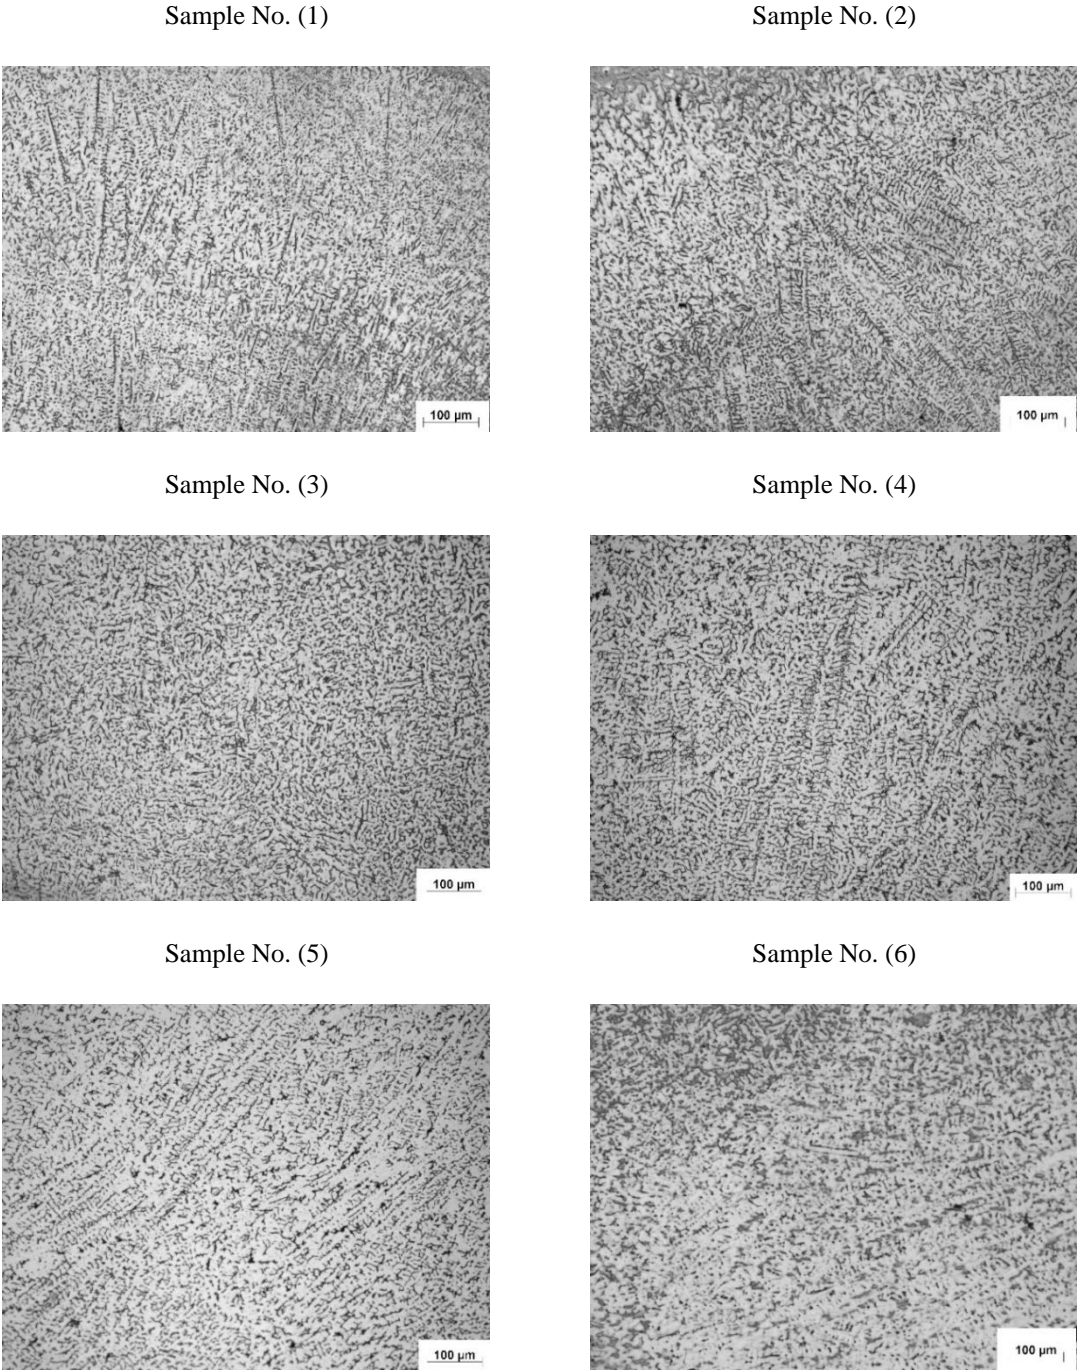 Sample No. (1)
Sample No. (2)
100 µm
100 µm
Sample No. (3)
Sample No. (4)
100 µm
100 µm
Sample No. (5)
Sample No. (6)
100 µm
100 µm